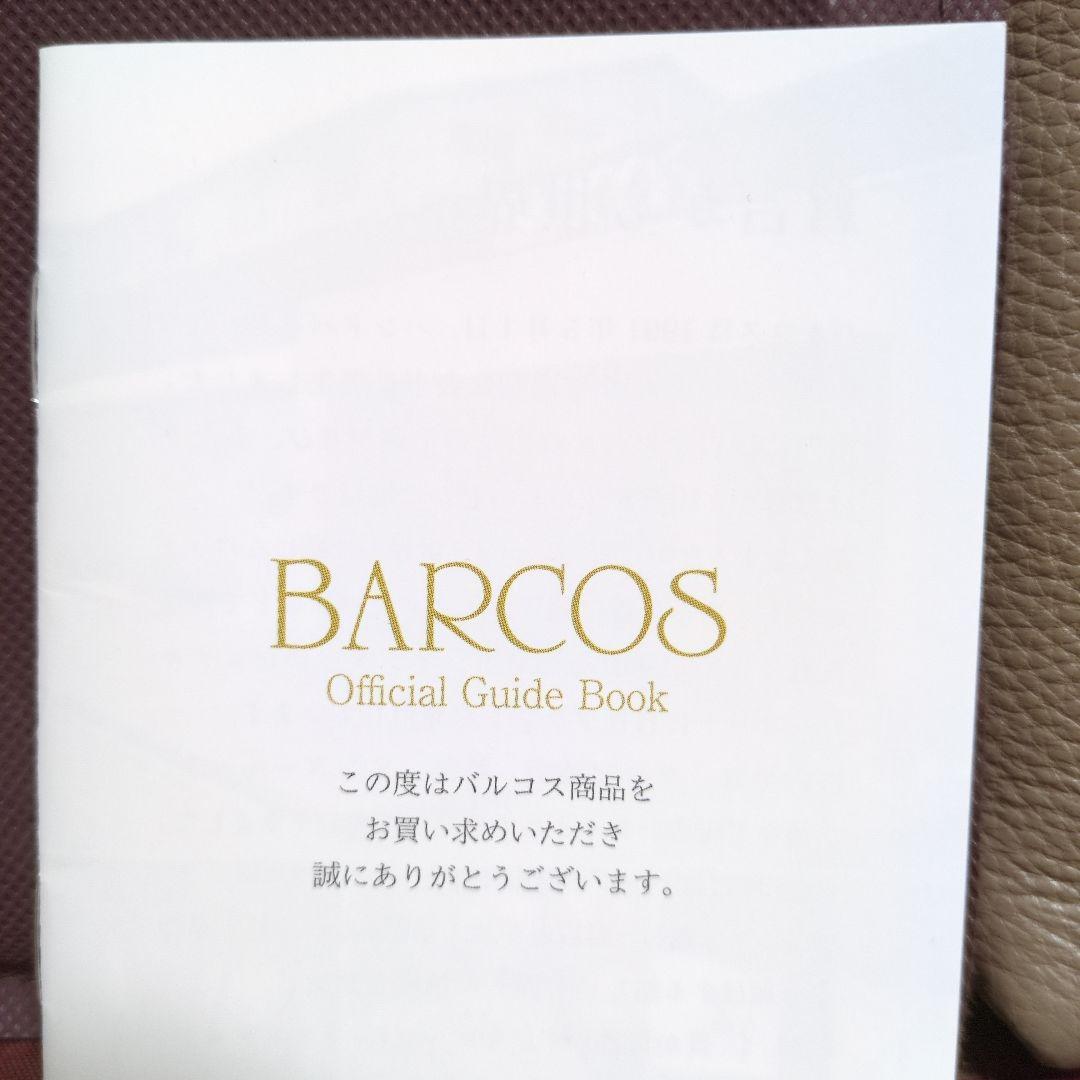 BARCOS
Official Guide Book
この度はバルコス商品を
お買い求めいただき
誠にありがとうございます。